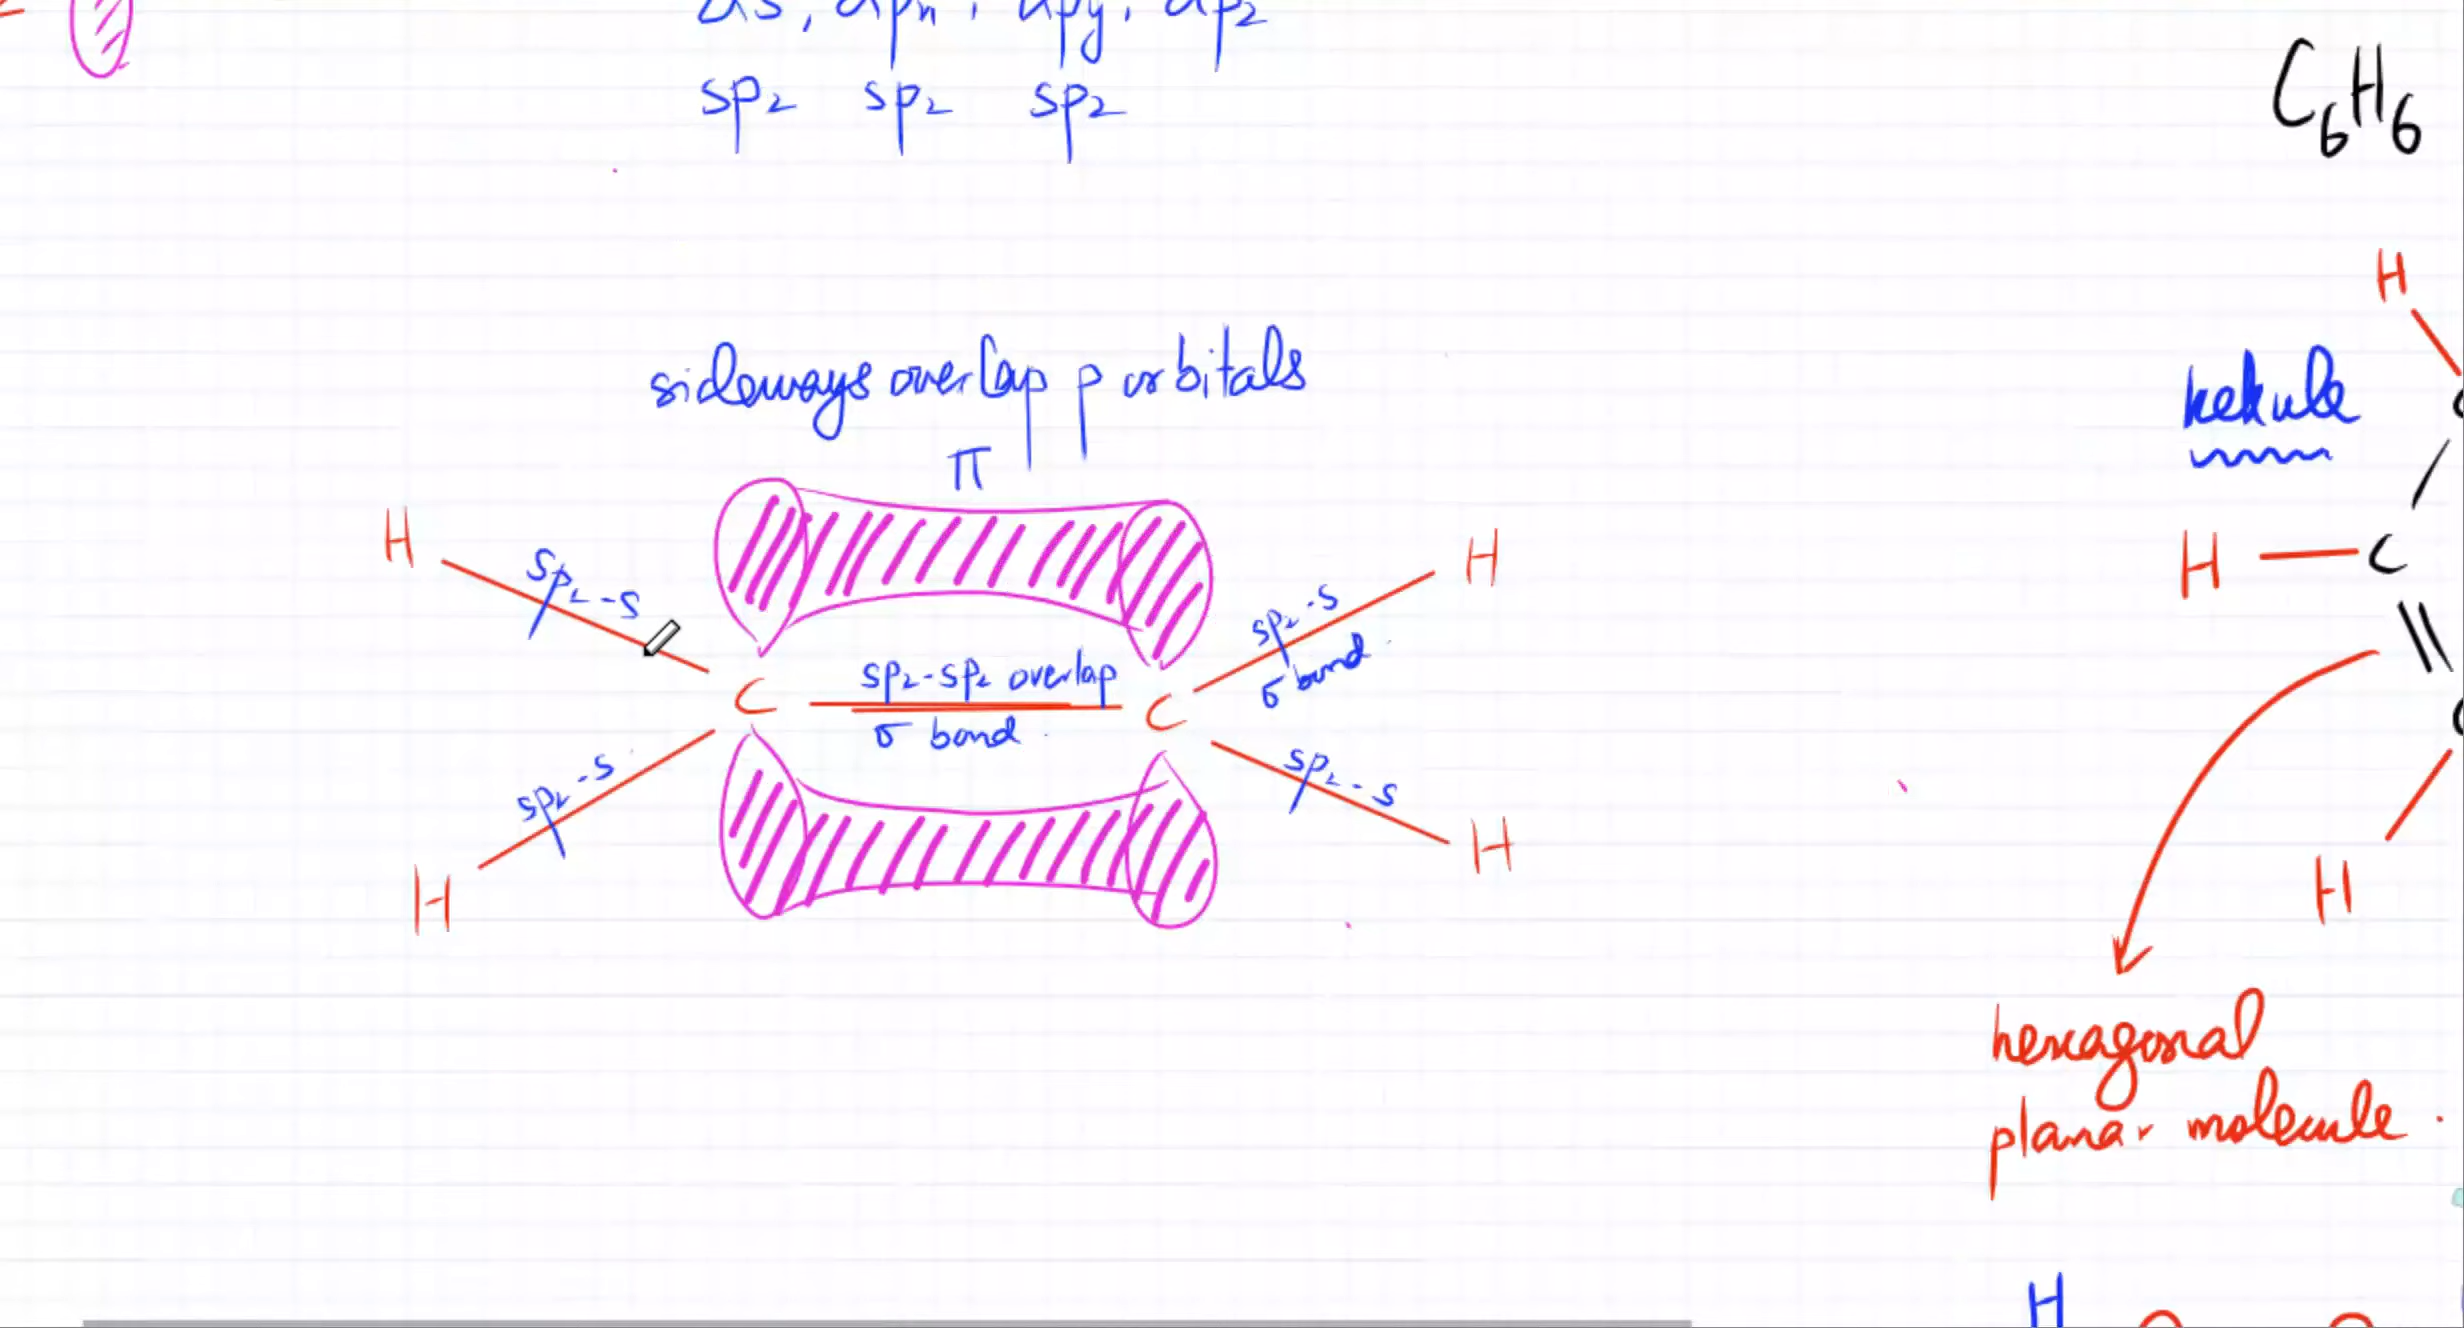 sp₂ sp₂ sp₂
C₆H₆
sideways overlap p orbitals
π
H
sp₂-s
H
sp₂-s
σ bond
C
sp₂-sp₂ overlap
C
σ bond
sp₂-s
H
sp₂-s
H
kekule
H
H
C
H
hexagonal
planar molecule.
H